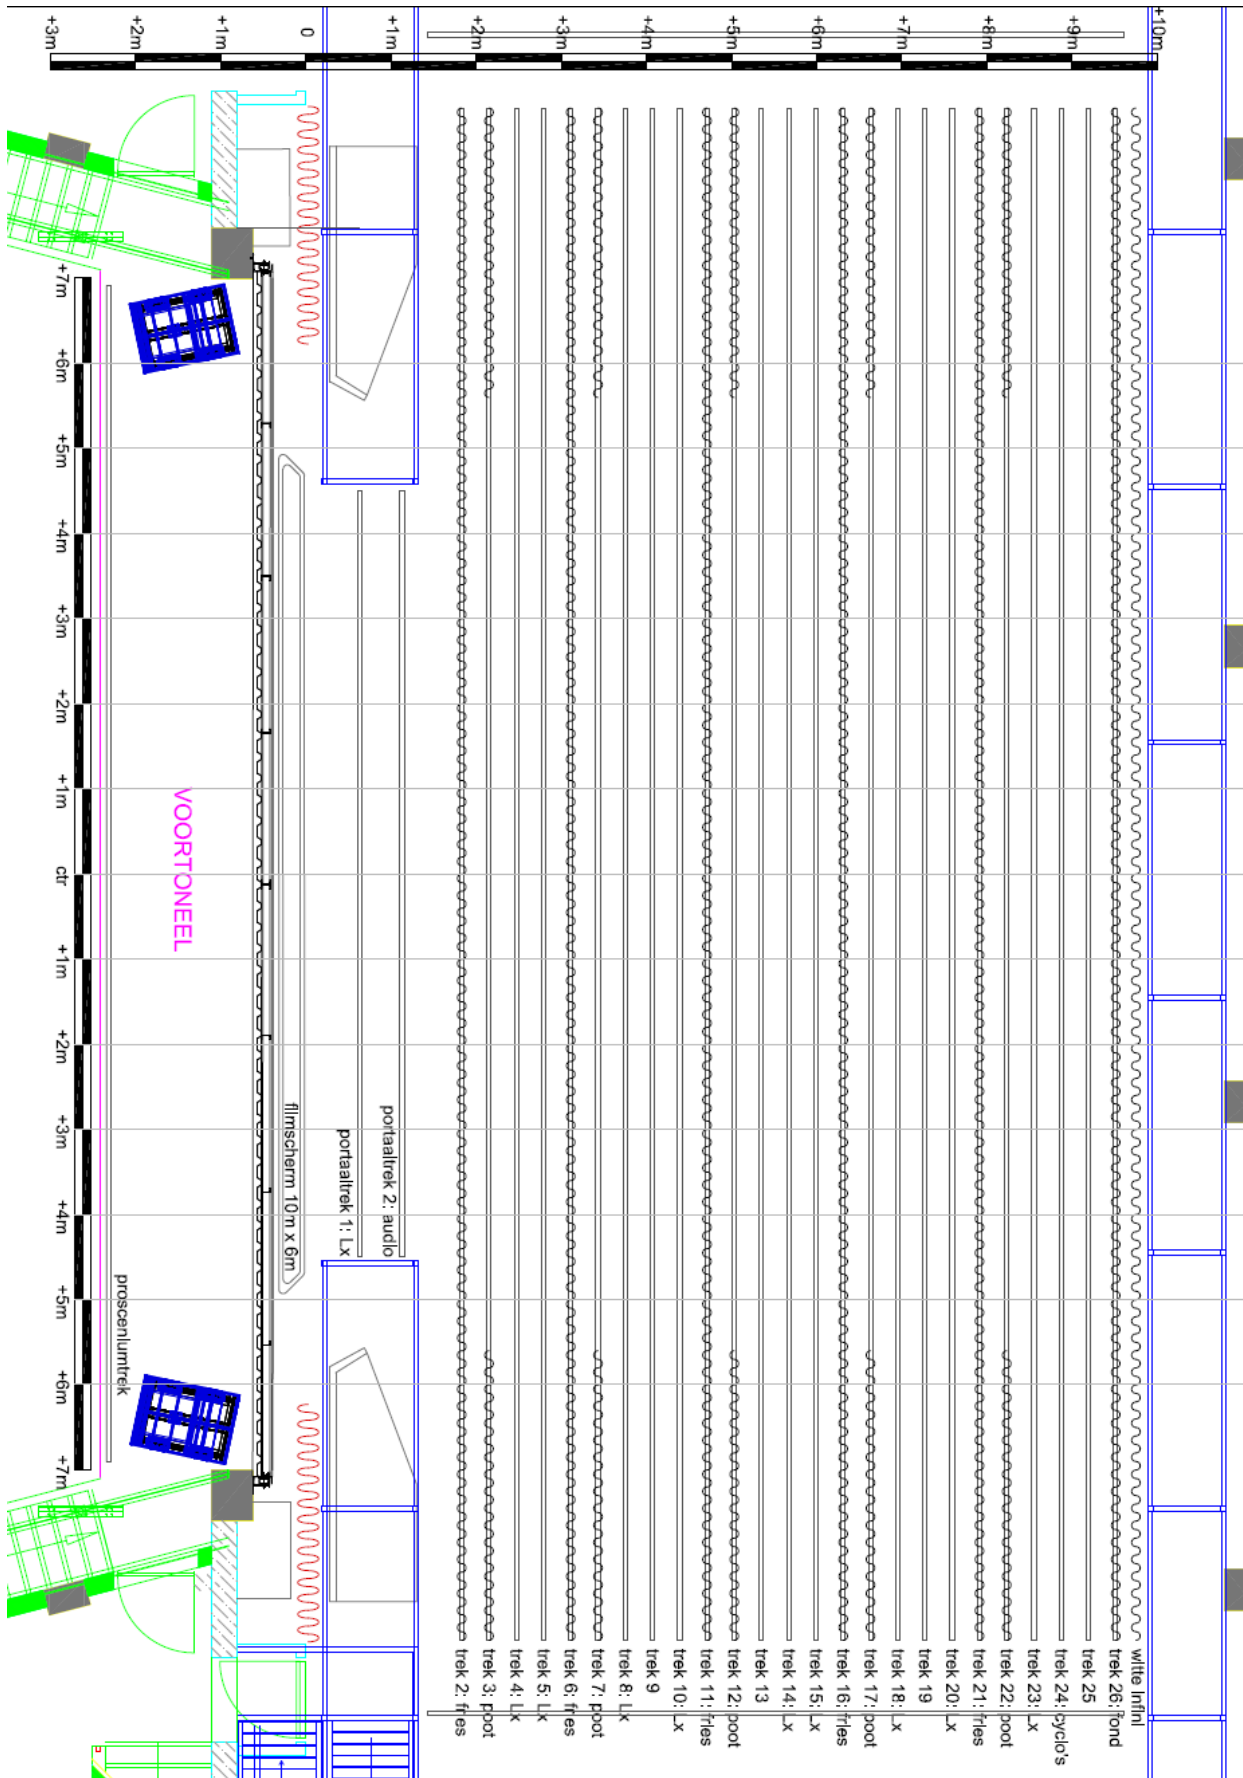 +3m
+2m
+1m
0
+1m
+2m
+3m
+4m
+5m
+6m
+7m
+8m
+9m
+10m
+7m
+6m
+5m
+4m
+3m
+2m
+1m
ctr
+1m
+2m
+3m
+4m
+5m
+6m
+7m
VOORTONEEL
prosceniumtrek
filmscherm 10m x 6m
portaaltrek 1: Lx
portaaltrek 2: audio
trek 2: fries
trek 3: poot
trek 4: Lx
trek 5: Lx
trek 6: fries
trek 7: poot
trek 8: Lx
trek 9
trek 10: Lx
trek 11: fries
trek 12: poot
trek 13
trek 14: Lx
trek 15: Lx
trek 16: fries
trek 17: poot
trek 18: Lx
trek 19
trek 20: Lx
trek 21: fries
trek 22: poot
trek 23: Lx
trek 24: cyclo's
trek 25
trek 26: fond
witte infini